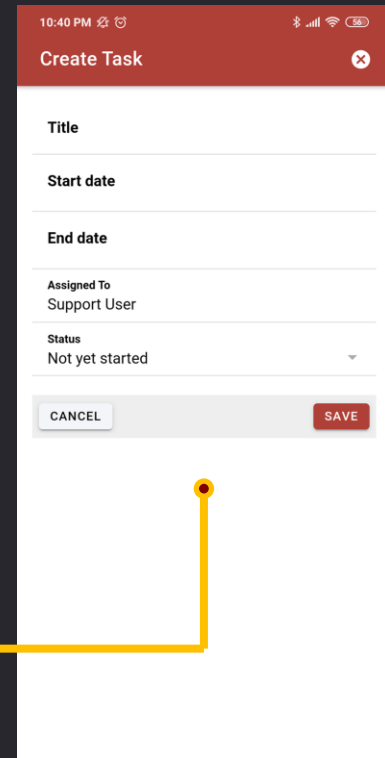 10:40 PM
56
Create Task
Title
Start date
End date
Assigned To
Support User
Status
Not yet started
CANCEL
SAVE